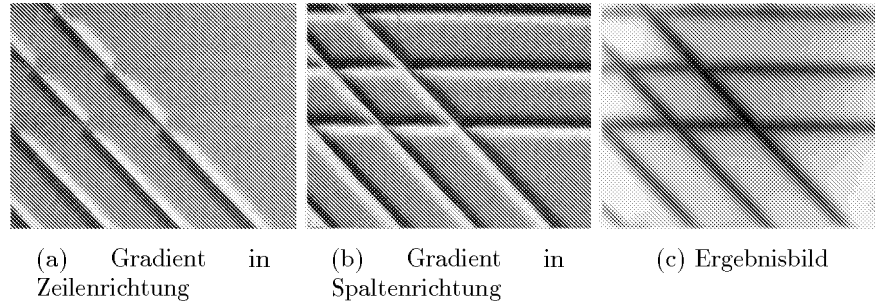 (a) Gradient in
Zeilenrichtung
(b) Gradient in
Spaltenrichtung
(c) Ergebnisbild